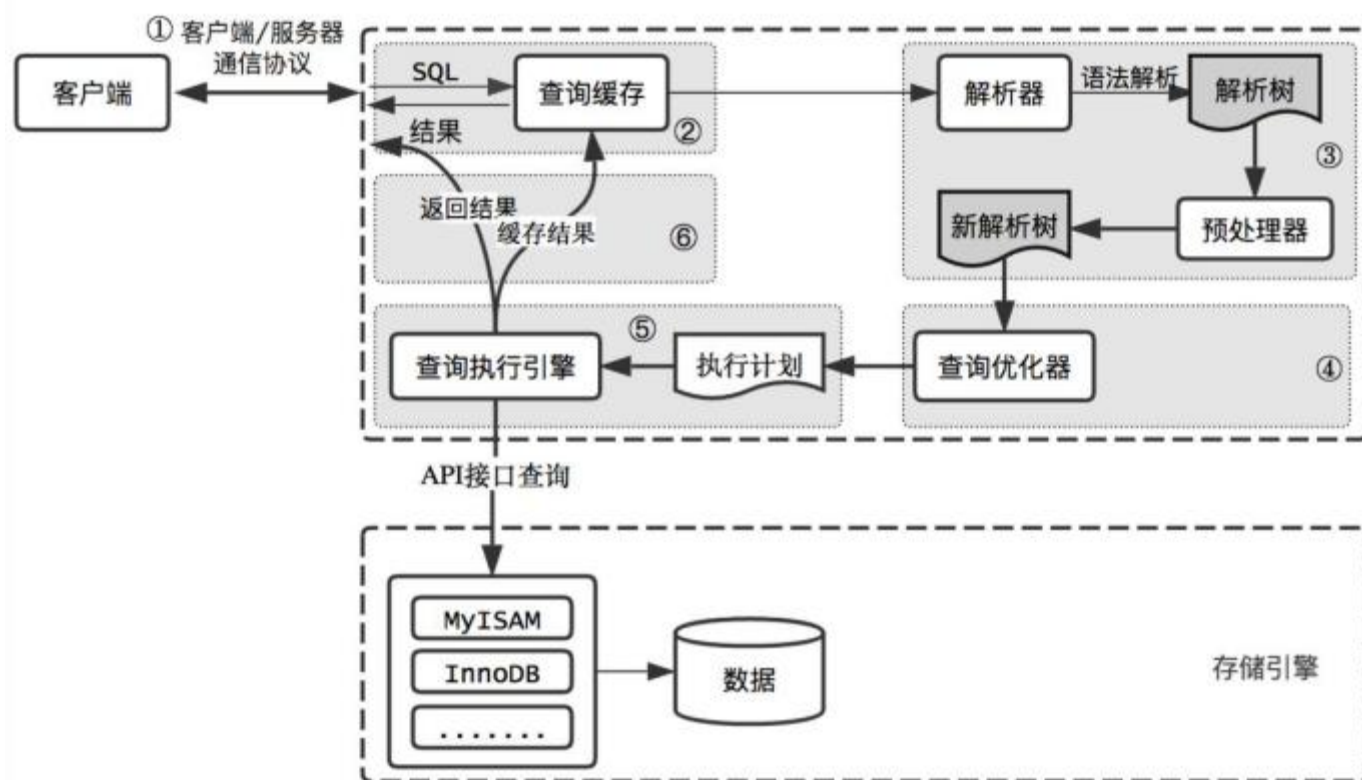 ① 客户端/服务器
通信协议
客户端
SQL
查询缓存
结果
②
解析器
语法解析
解析树
③
返回结果
缓存结果
⑥
新解析树
预处理器
查询执行引擎
⑤
执行计划
查询优化器
④
API接口查询
MyISAM
InnoDB
.......
数据
存储引擎